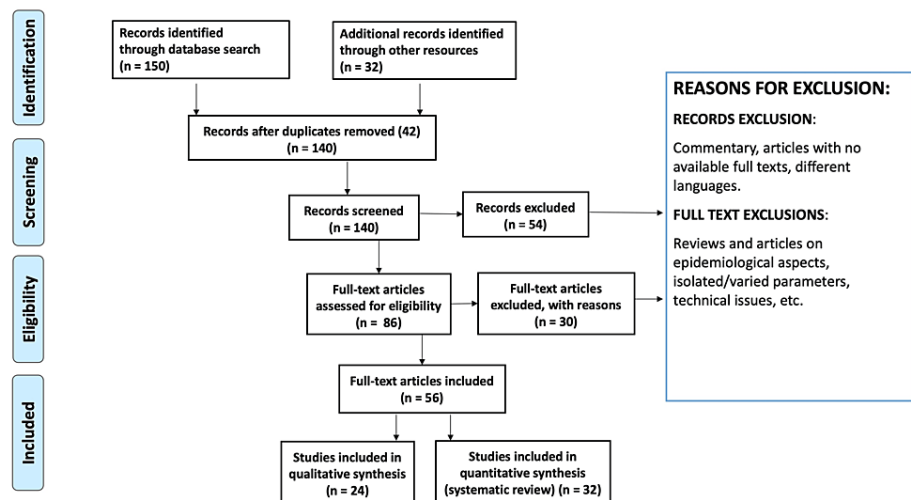 Identification
Records identified
through database search
(n = 150)
Additional records identified
through other resources
(n = 32)
Records after duplicates removed (42)
(n = 140)
Screening
Records screened
(n = 140)
Records excluded
(n = 54)
Eligibility
Full-text articles
assessed for eligibility
(n = 86)
Full-text articles
excluded, with reasons
(n = 30)
Included
Full-text articles included
(n = 56)
Studies included in
qualitative synthesis
(n = 24)
Studies included in
quantitative synthesis
(systematic review) (n = 32)
REASONS FOR EXCLUSION:
RECORDS EXCLUSION:
Commentary, articles with no
available full texts, different
languages.
FULL TEXT EXCLUSIONS:
Reviews and articles on
epidemiological aspects,
isolated/varied parameters,
technical issues, etc.